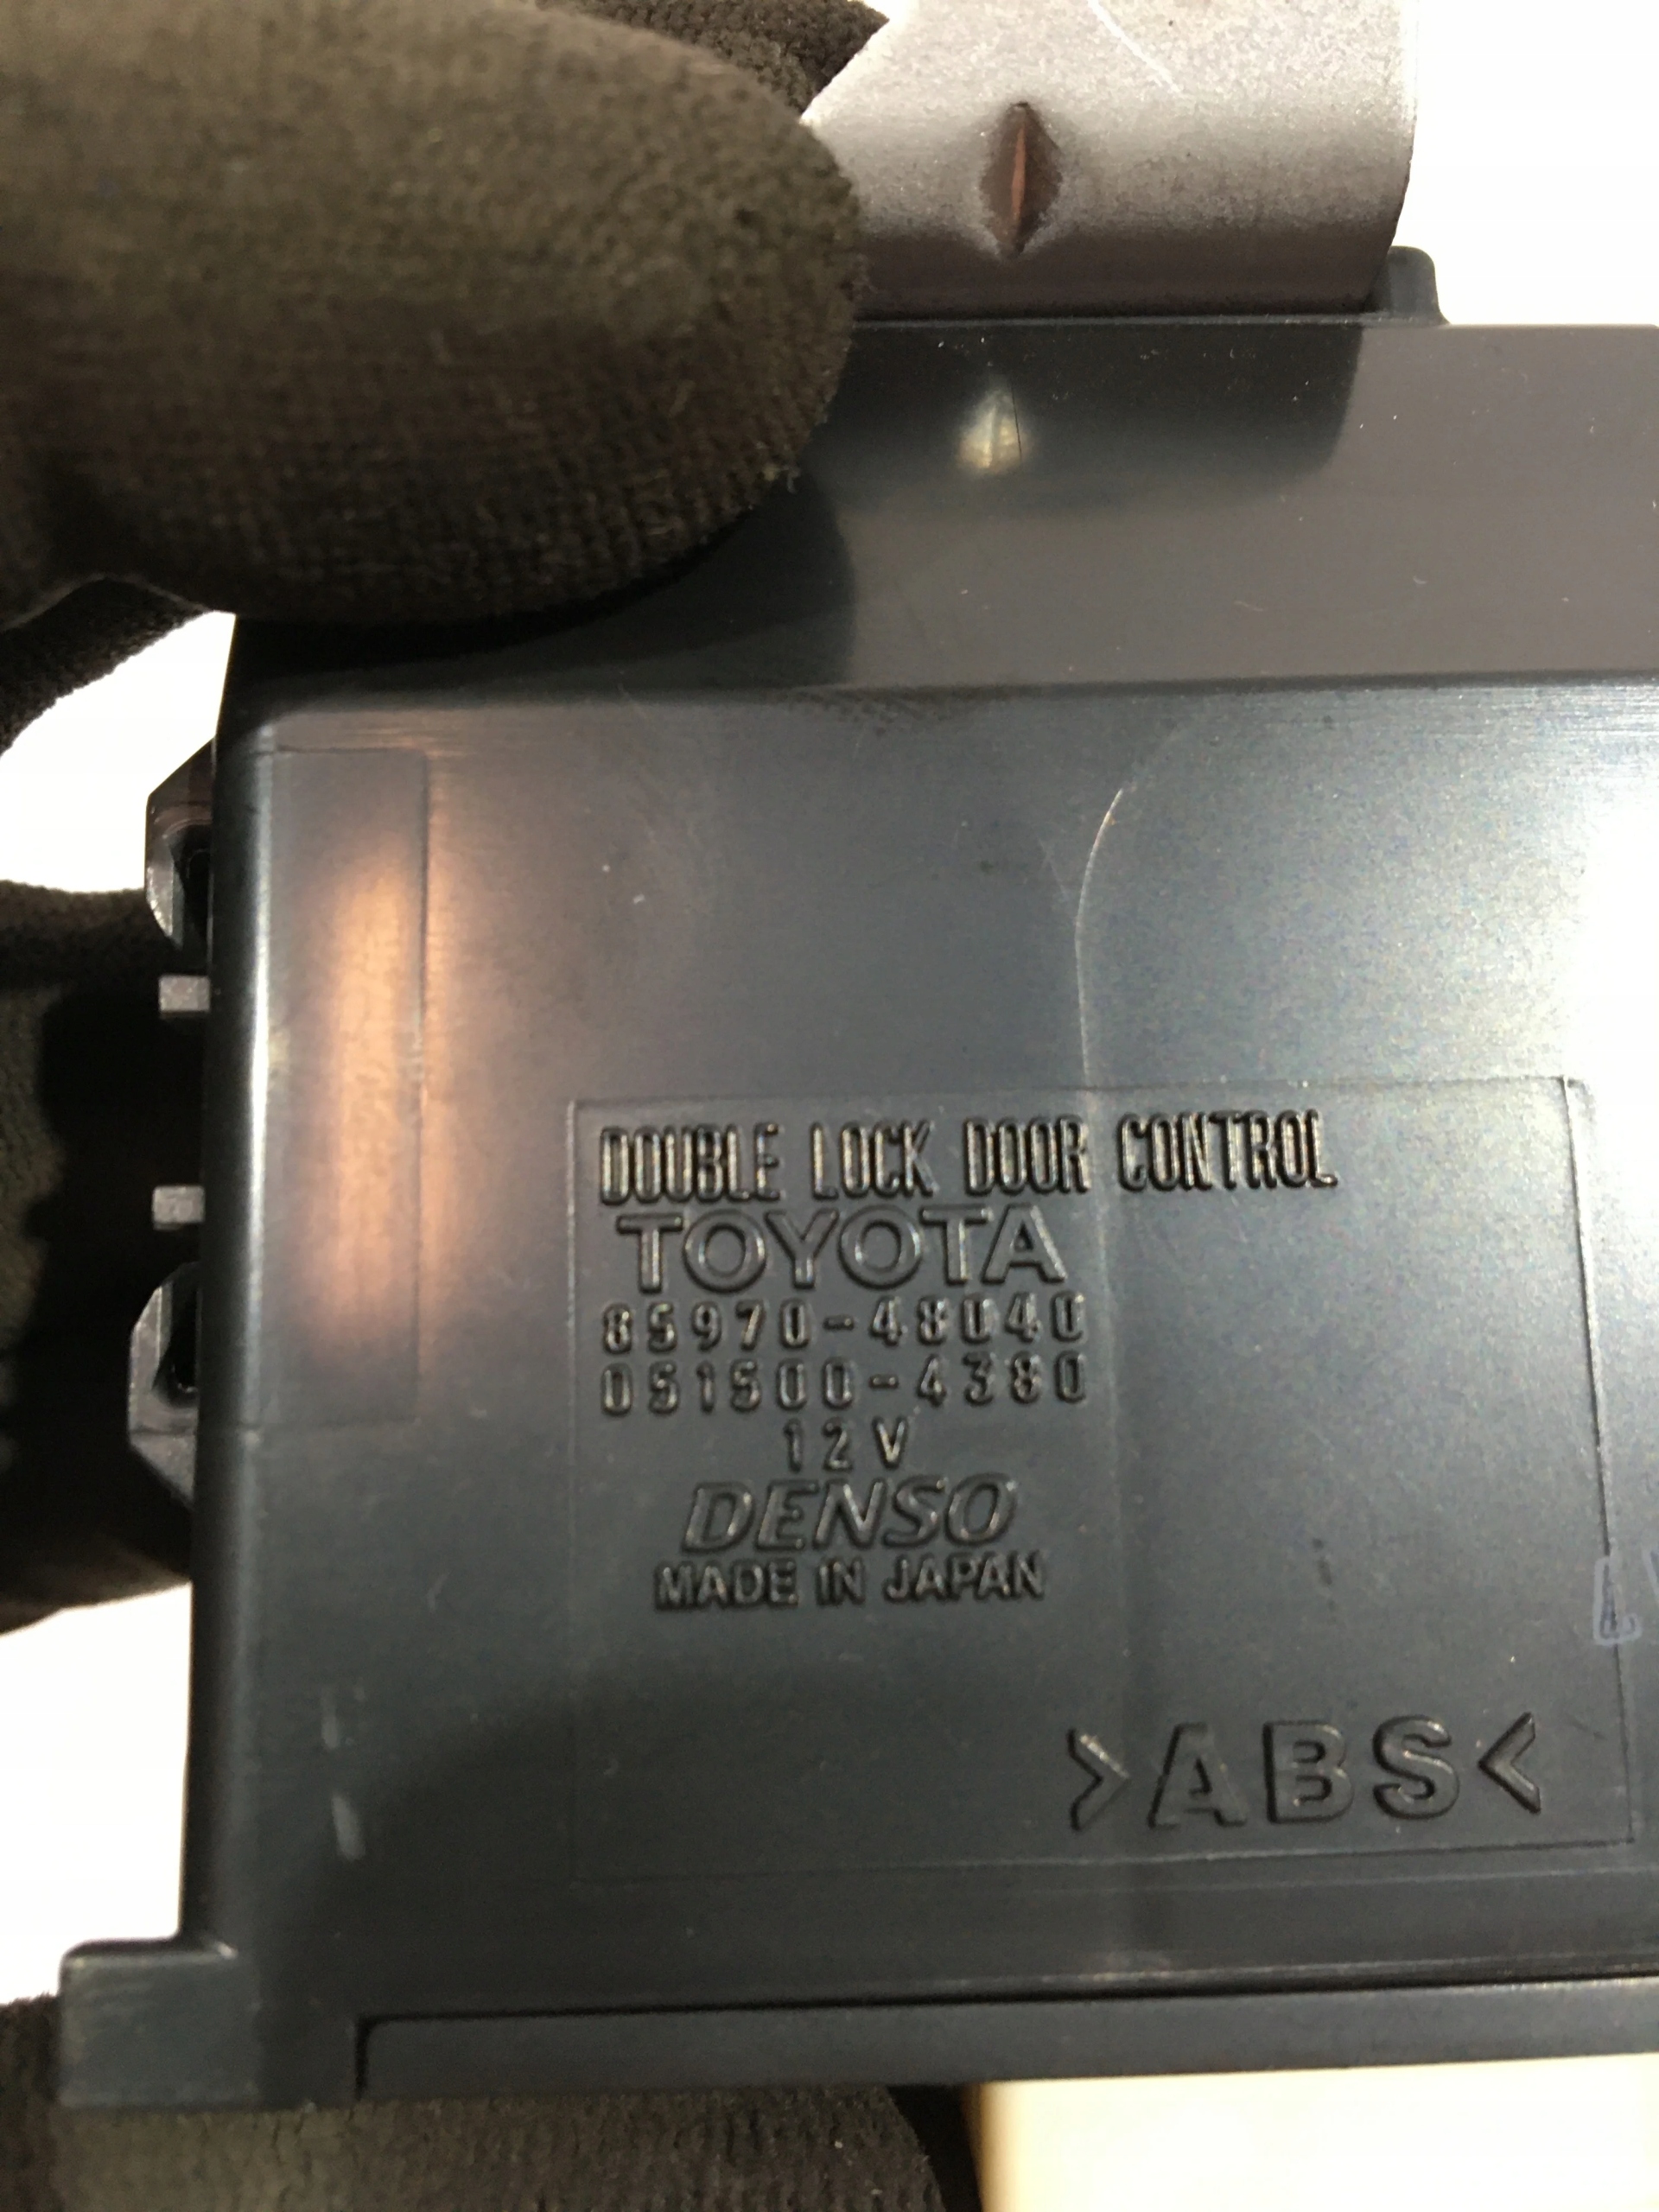 DOUBLE LOCK DOOR CONTROL
TOYOTA
85970-48040
051500-4380
12V
DENSO
MADE IN JAPAN
>ABS<